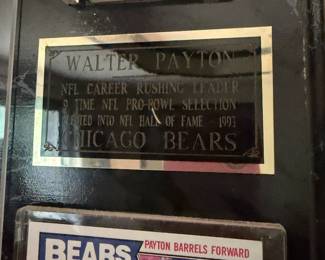 WALTER PAYTON
NFL CAREER RUSHING LEADER
9 TIME NFL PRO-BOWL SELECTION
ELECTED INTO NFL HALL OF FAME - 1993
CHICAGO BEARS
BEARS
PAYTON BARRELS FORWARD